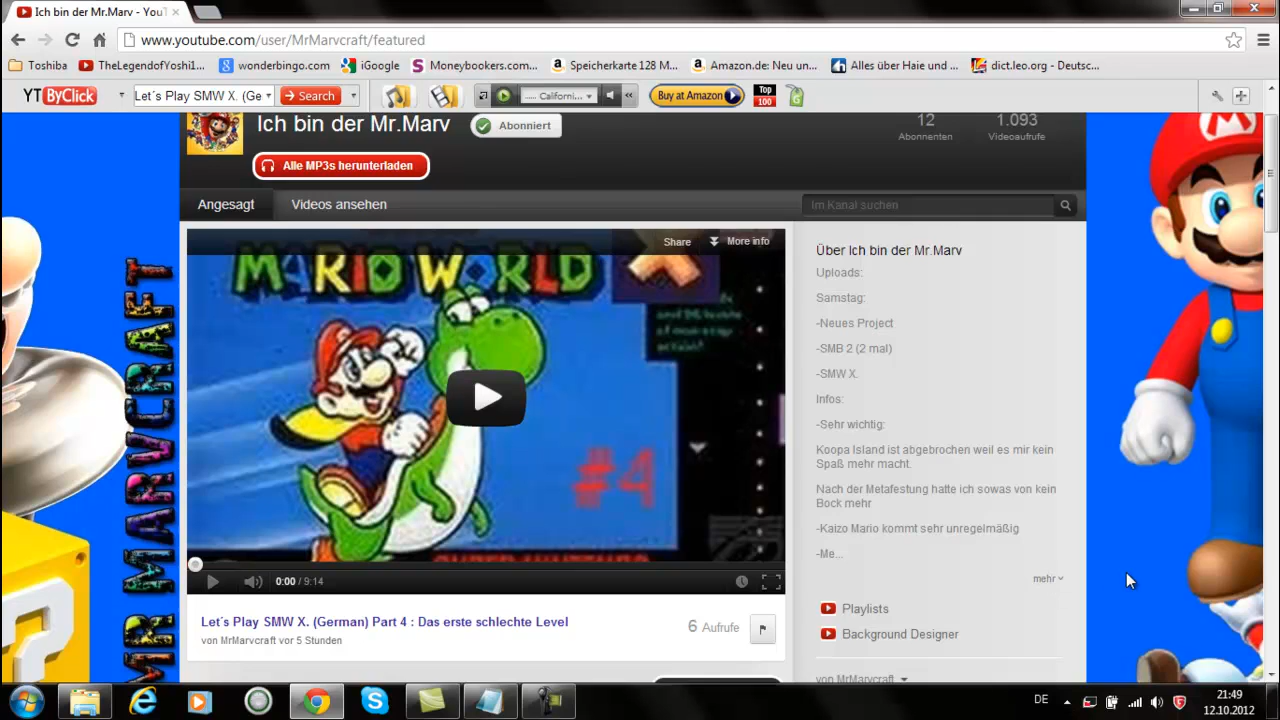 Ich bin der Mr.Marv - YouT
www.youtube.com/user/MrMarvcraft/featured
Toshiba TheLegendofYoshi1... wonderbingo.com iGoogle Moneybookers.com... Speicherkarte 128 M... Amazon.de: Neu un... Alles über Haie und ... dict.leo.org - Deutsc...
YT ByClick Let´s Play SMW X. (Ge Search .... Californi... Buy at Amazon Top 100
Ich bin der Mr.Marv Abonniert 12 1.093
Abonnenten Videoaufrufe
Alle MP3s herunterladen
Angesagt Videos ansehen Im Kanal suchen
Share More info
MARIO WORLD
#4
0:00 / 9:14
Let´s Play SMW X. (German) Part 4 : Das erste schlechte Level
von MrMarvcraft vor 5 Stunden
6 Aufrufe
Über Ich bin der Mr.Marv
Uploads:
Samstag:
-Neues Project
-SMB 2 (2 mal)
-SMW X.
Infos:
-Sehr wichtig:
Koopa Island ist abgebrochen weil es mir kein
Spaß mehr macht.
Nach der Metafestung hatte ich sowas von kein
Bock mehr
-Kaizo Mario kommt sehr unregelmäßig
-Me...
mehr
Playlists
Background Designer
von MrMarvcraft
MR MARVCRAFT
DE 21:49
12.10.2012